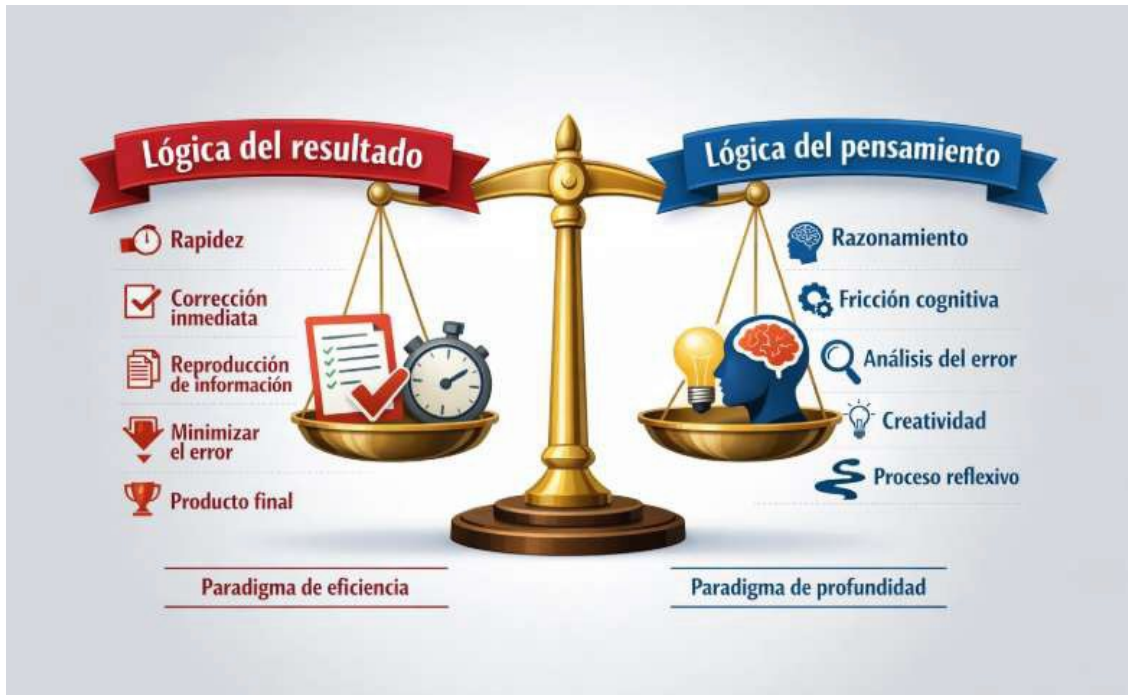 Lógica del resultado
Rapidez
Corrección
inmediata
Reproducción
de información
Minimizar
el error
Producto final
Paradigma de eficiencia
Lógica del pensamiento
Razonamiento
Fricción cognitiva
Análisis del error
Creatividad
Proceso reflexivo
Paradigma de profundidad